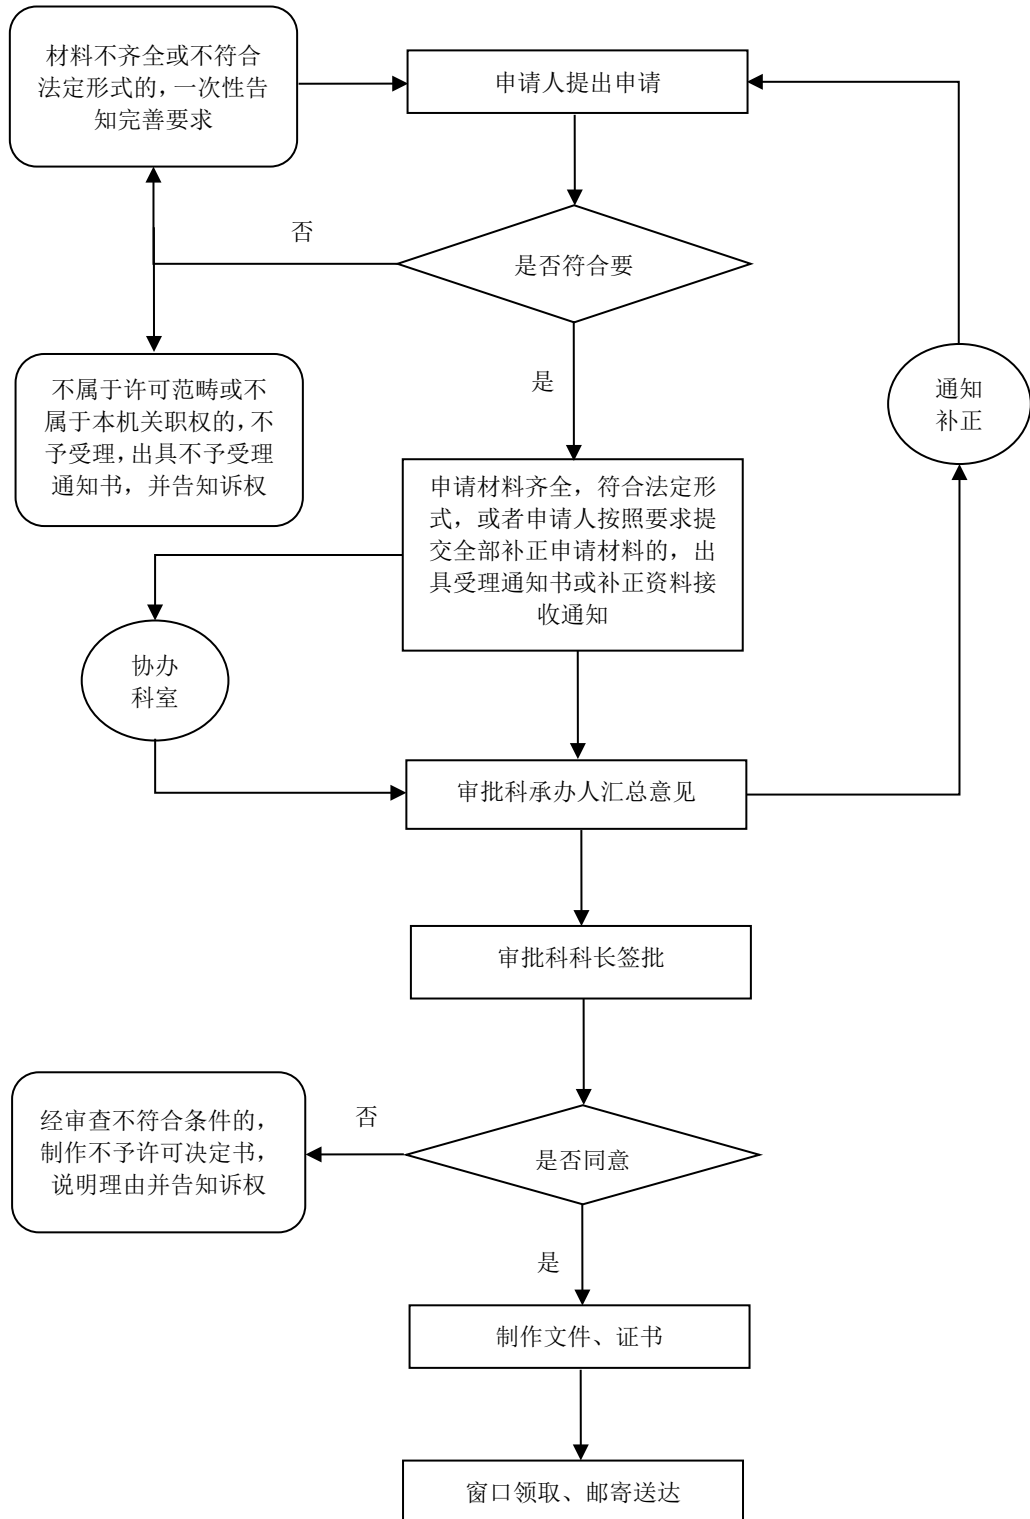 材料不齐全或不符合
法定形式的，一次性告
知完善要求
申请人提出申请
否
是否符合要
是
不属于许可范畴或不
属于本机关职权的，不
予受理，出具不予受理
通知书，并告知诉权
通知
补正
申请材料齐全，符合法定形
式，或者申请人按照要求提
交全部补正申请材料的，出
具受理通知书或补正资料接
收通知
协办
科室
审批科承办人汇总意见
审批科科长签批
经审查不符合条件的，
制作不予许可决定书，
说明理由并告知诉权
否
是否同意
是
制作文件、证书
窗口领取、邮寄送达